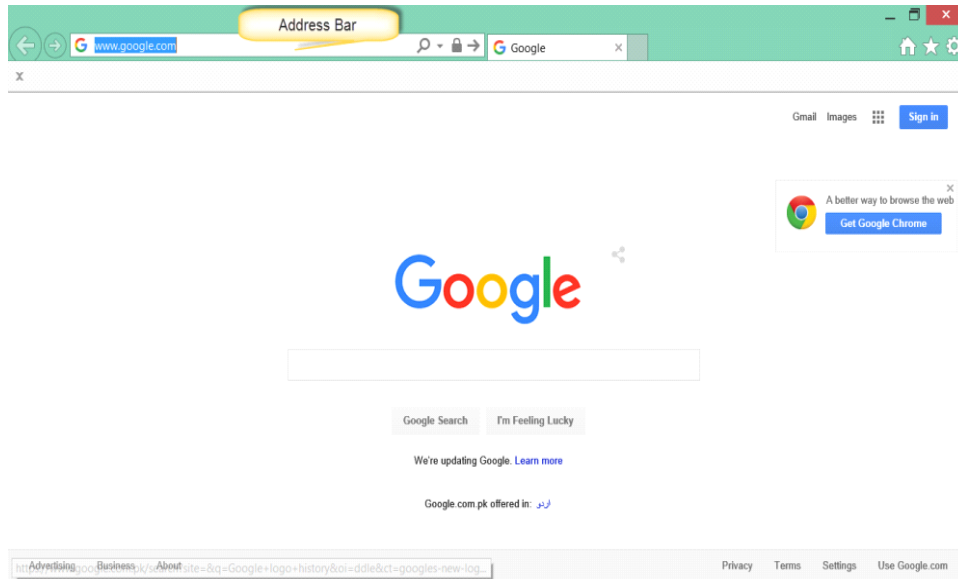 Address Bar
www.google.com
Google
x
Gmail Images Sign in
A better way to browse the web
Get Google Chrome
Google
Google Search I'm Feeling Lucky
We're updating Google. Learn more
Google.com.pk offered in: اردو
Advertising Business About
Privacy Terms Settings Use Google.com